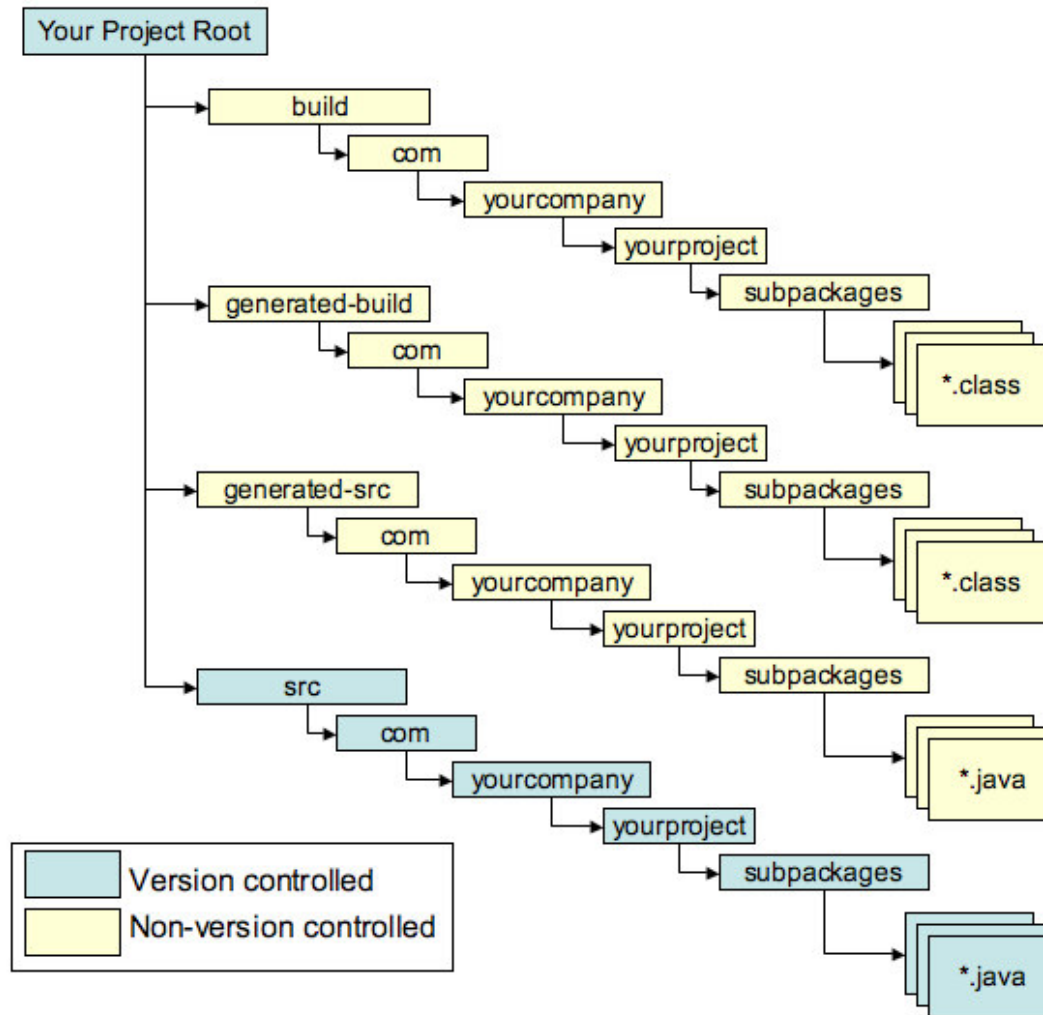 Your Project Root
build
com
yourcompany
yourproject
subpackages
*.class
generated-build
com
yourcompany
yourproject
subpackages
*.class
generated-src
com
yourcompany
yourproject
subpackages
*.java
src
com
yourcompany
yourproject
subpackages
*.java
Version controlled
Non-version controlled